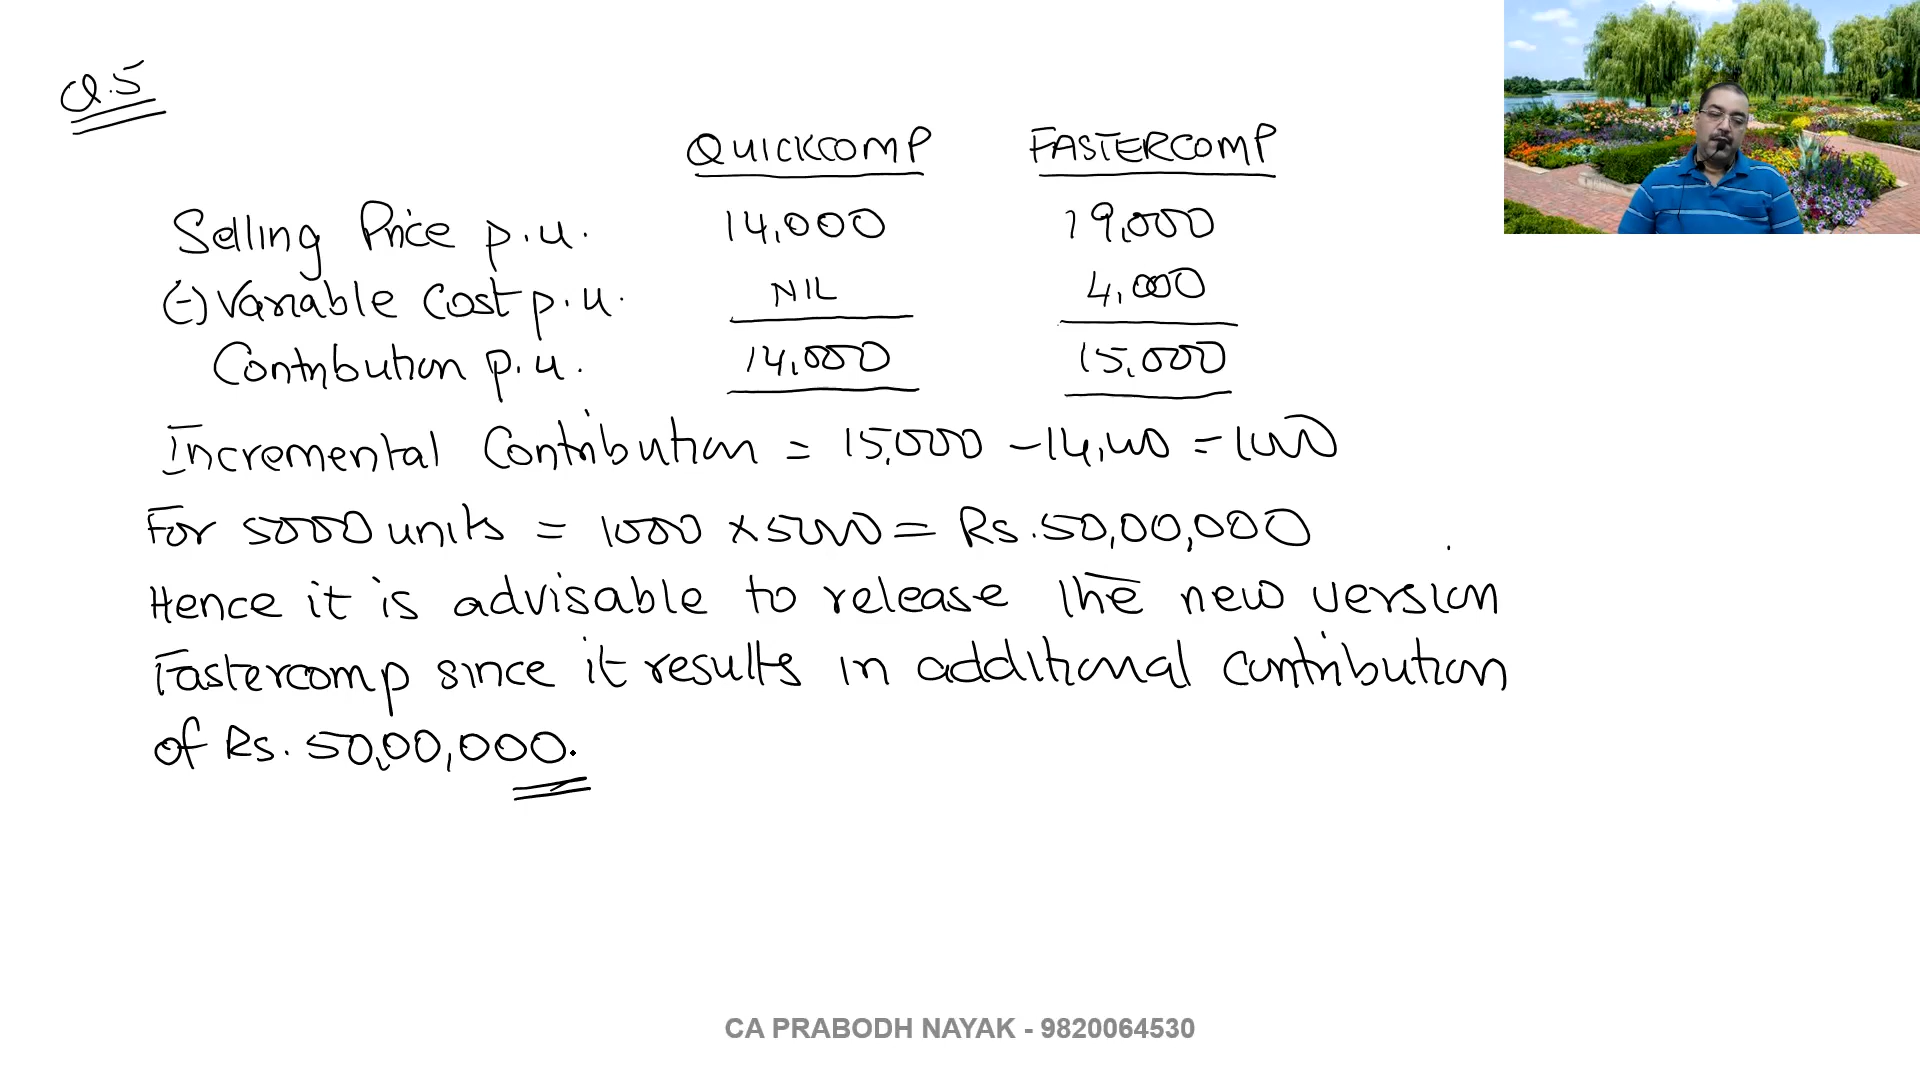 Q.5
QUICKCOMP FASTERCOMP
Selling Price p.u. 14,000 19,000
(-) Variable Cost p.u. NIL 4,000
Contribution p.u. 14,000 15,000
Incremental Contribution = 15,000 - 14,000 = 1000
For 5000 units = 1000 x 5000 = Rs. 50,00,000
Hence it is advisable to release the new version
Fastercomp since it results in additional contribution
of Rs. 50,00,000.
CA PRABODH NAYAK - 9820064530